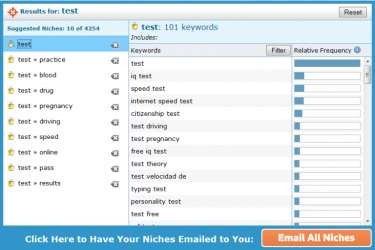 Results for: test
Reset
Suggested Niches: 10 of 4254
test
test » practice
test » blood
test » drug
test » pregnancy
test » driving
test » speed
test » online
test » pass
test » results
test: 101 keywords
Includes:
Keywords
Filter
Relative Frequency
test
iq test
speed test
internet speed test
citizenship test
test driving
test pregnancy
free iq test
test theory
test velocidad de
typing test
personality test
test free
Click Here to Have Your Niches Emailed to You:
Email All Niches